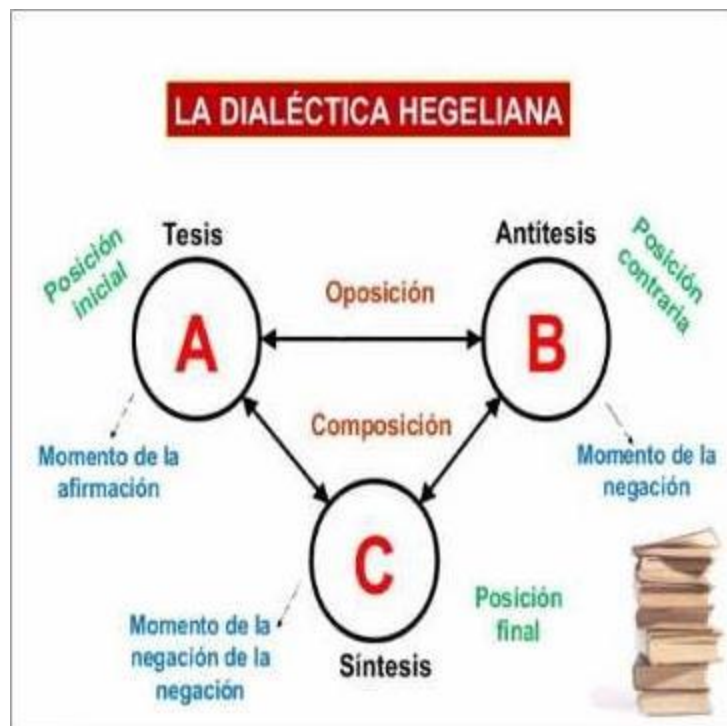 LA DIALÉCTICA HEGELIANA
Tesis
Antítesis
Posición
inicial
Posición
contraria
Oposición
A
B
Composición
Momento de la
afirmación
Momento de la
negación
C
Posición
final
Momento de la
negación de la
negación
Síntesis